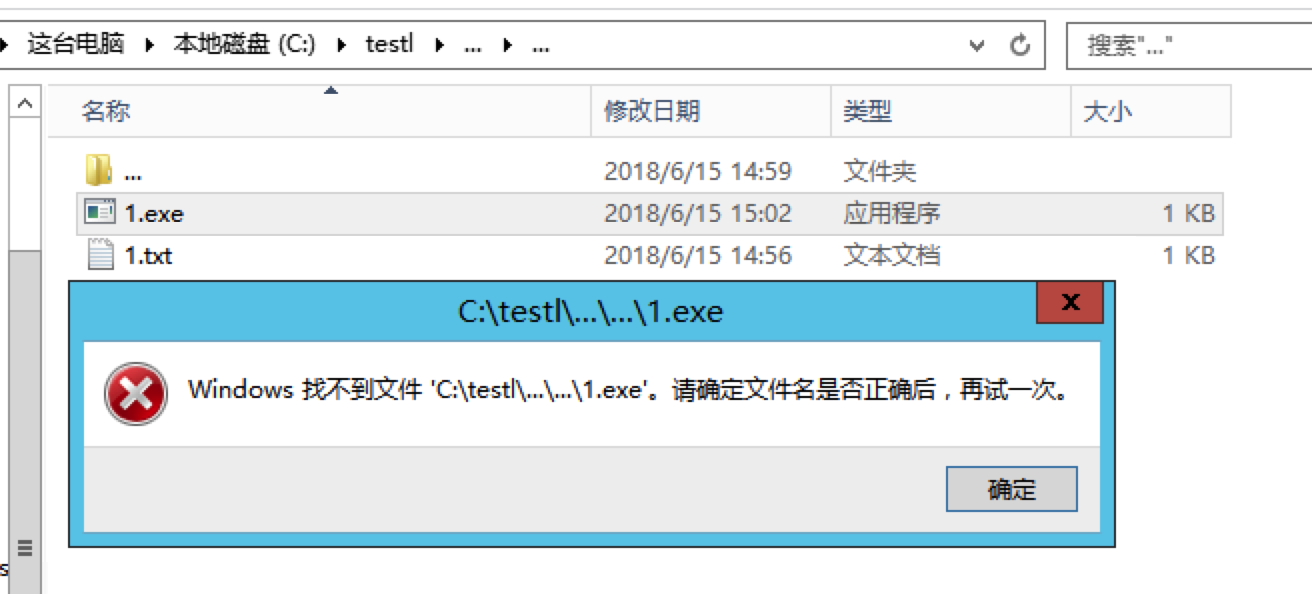 这台电脑 本地磁盘 (C:) testl ... ...
搜索"..."
名称 修改日期 类型 大小
... 2018/6/15 14:59 文件夹
1.exe 2018/6/15 15:02 应用程序 1 KB
1.txt 2018/6/15 14:56 文本文档 1 KB
C:\testl\...\...\1.exe
x
Windows 找不到文件 'C:\testl\...\...\1.exe'。请确定文件名是否正确后，再试一次。
确定
s